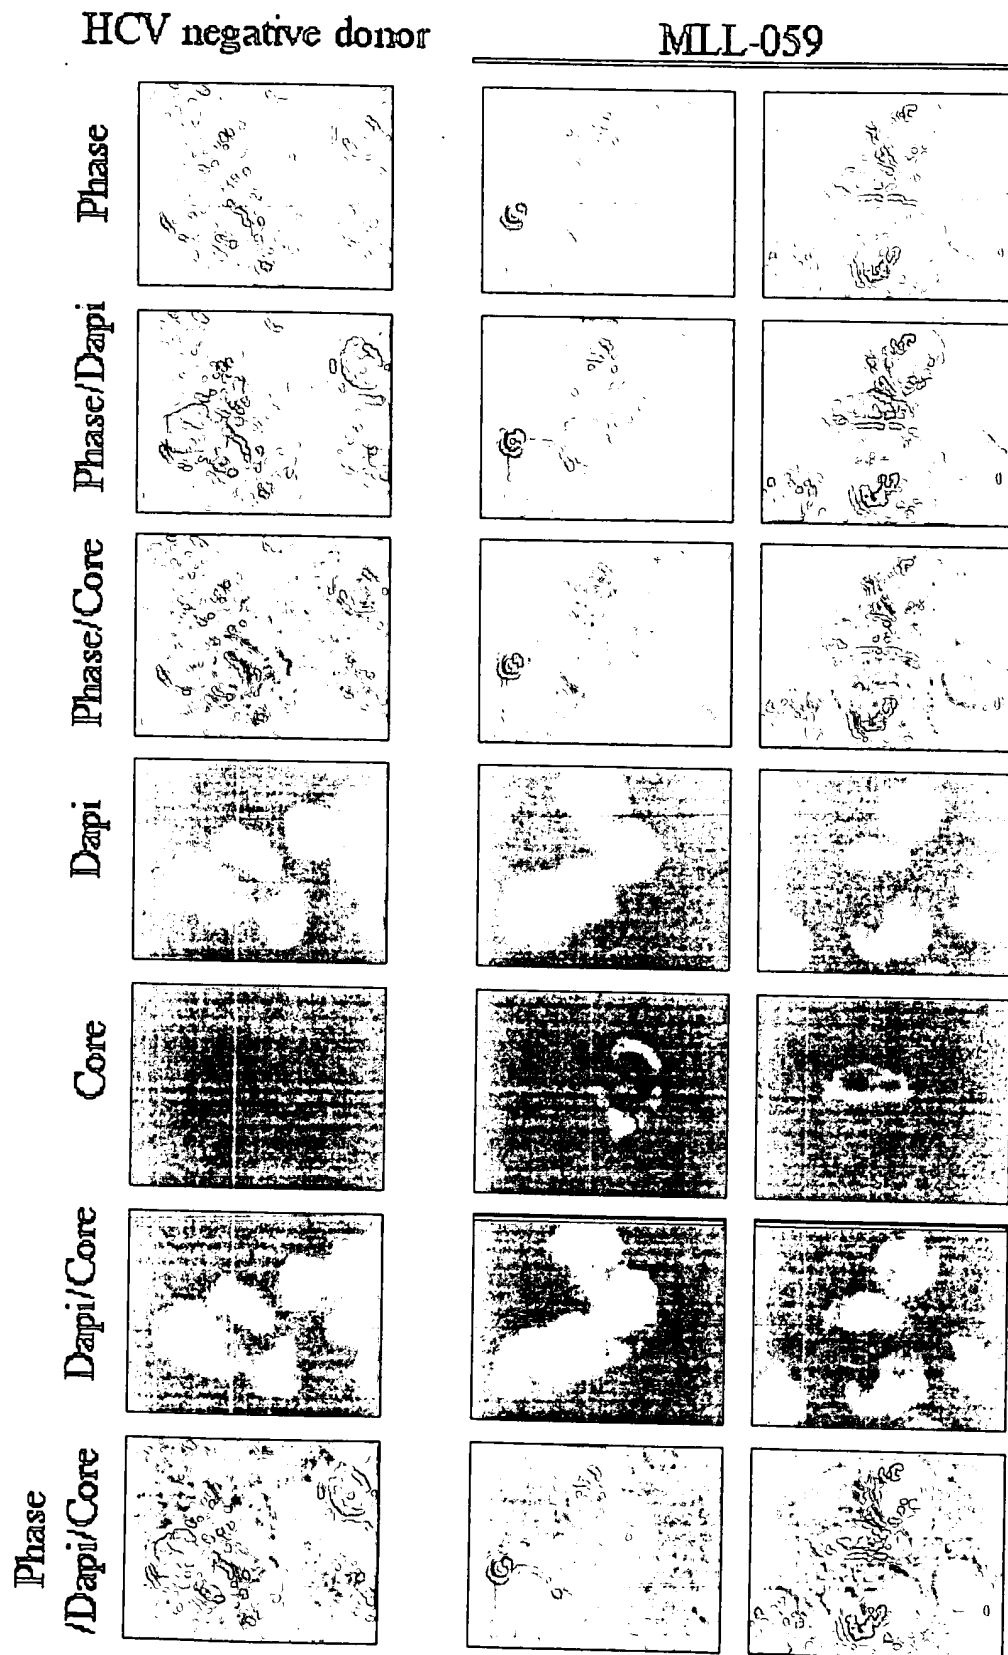 HCV negative donor
MLL-059
Phase
Phase/Dapi
Phase/Core
Dapi
Core
Dapi/Core
Phase
/Dapi/Core